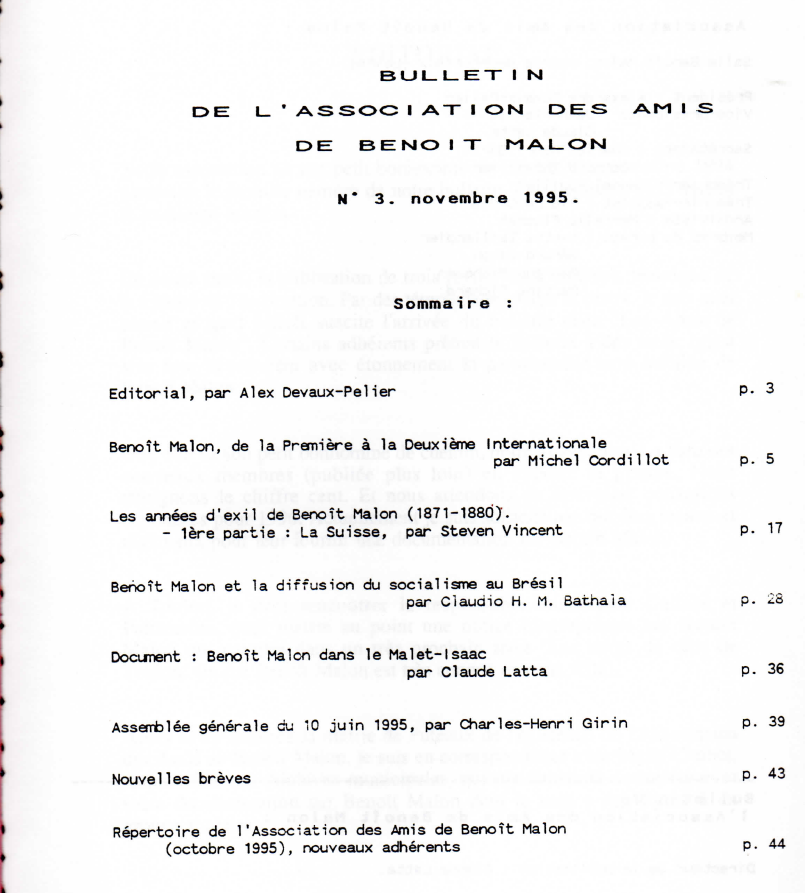 BULLETIN
DE L'ASSOCIATION DES AMIS
DE BENOIT MALON
N° 3. novembre 1995.
Sommaire :
Editorial, par Alex Devaux-Pelier p. 3
Benoît Malon, de la Première à la Deuxième Internationale
par Michel Cordillot p. 5
Les années d'exil de Benoît Malon (1871-1880).
- 1ère partie : La Suisse, par Steven Vincent p. 17
Benoît Malon et la diffusion du socialisme au Brésil
par Claudio H. M. Bathala p. 28
Document : Benoît Malon dans le Malet-Isaac
par Claude Latta p. 36
Assemblée générale du 10 juin 1995, par Charles-Henri Girin p. 39
Nouvelles brèves p. 43
Répertoire de l'Association des Amis de Benoît Malon
(octobre 1995), nouveaux adhérents p. 44